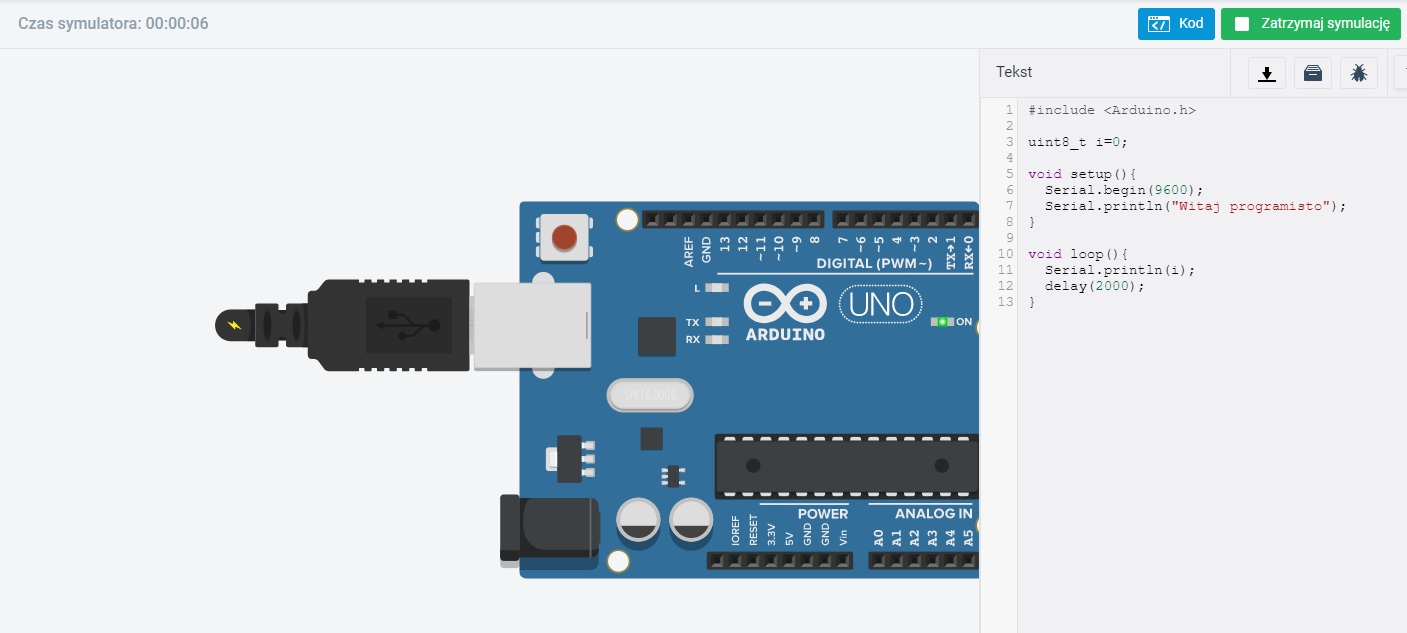 Czas symulatora: 00:00:06
Kod
Zatrzymaj symulację
Tekst
1 #include <Arduino.h>
2
3 uint8_t i=0;
4
5 void setup(){
6 Serial.begin(9600);
7 Serial.println("Witaj programisto");
8 }
9
10 void loop(){
11 Serial.println(i);
12 delay(2000);
13 }
AREF
GND
13
12
~11
~10
~9
8
7
~6
~5
4
~3
2
TX→1
RX←0
DIGITAL (PWM~)
L
TX
RX
UNO
ARDUINO
ON
SPK16.000G
POWER
ANALOG IN
IOREF
RESET
3.3V
5V
GND
GND
Vin
A0
A1
A2
A3
A4
A5